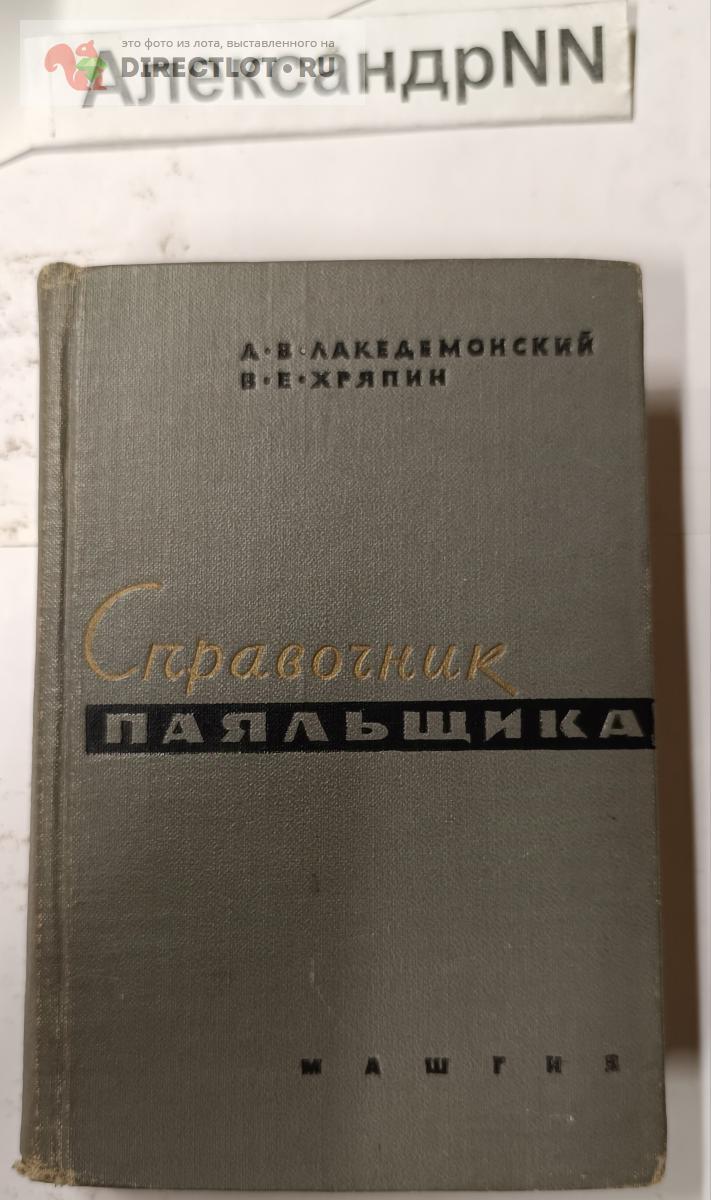 это фото из лота, выставленного на
DIRECTLOT.RU
АлександрNN
А·В·ЛАКЕДЕМОНСКИЙ
В·Е·ХРЯПИН
Справочник
ПАЯЛЬЩИКА
МАШГИЗ